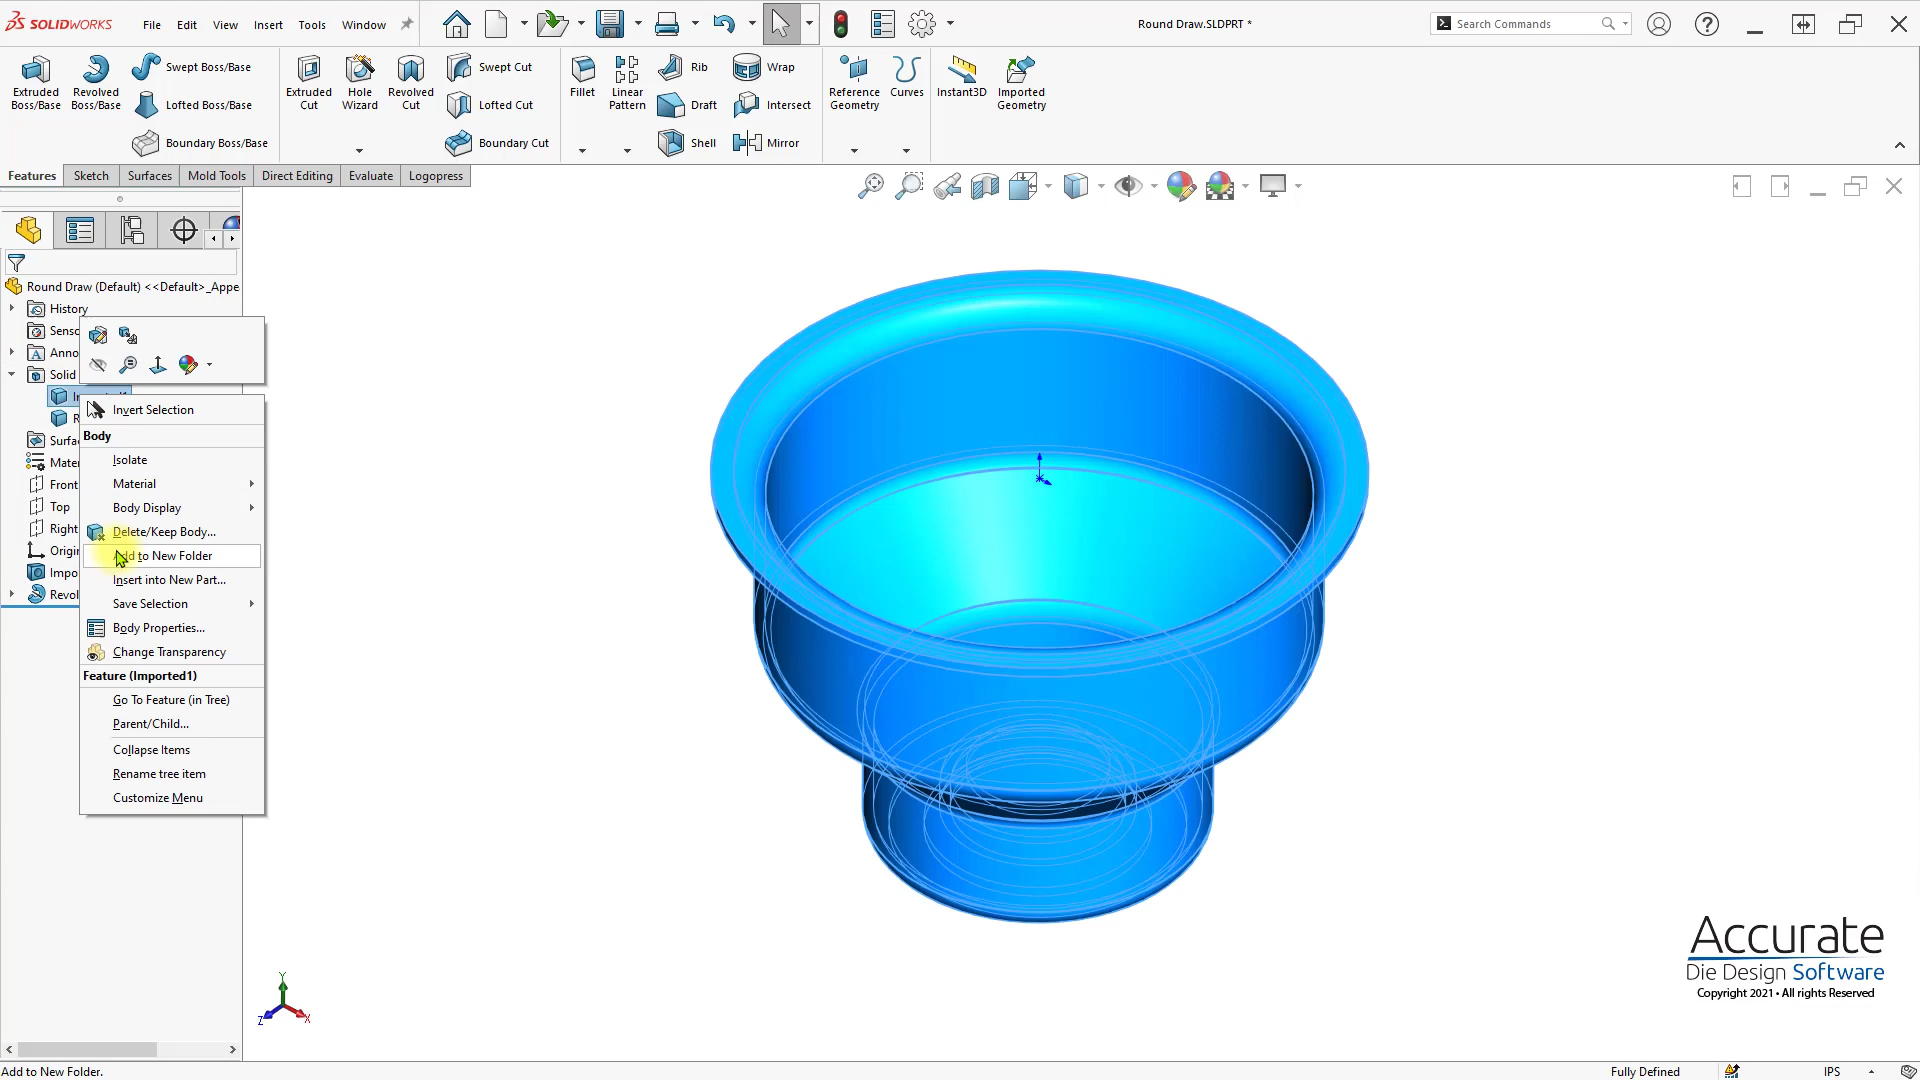 SOLIDWORKS
File Edit View Insert Tools Window
Round Draw.SLDPRT *
Search Commands
Extruded Boss/Base
Revolved Boss/Base
Swept Boss/Base
Lofted Boss/Base
Boundary Boss/Base
Extruded Cut
Hole Wizard
Revolved Cut
Swept Cut
Lofted Cut
Boundary Cut
Fillet
Linear Pattern
Rib
Draft
Shell
Wrap
Intersect
Mirror
Reference Geometry
Curves
Instant3D
Imported Geometry
Features Sketch Surfaces Mold Tools Direct Editing Evaluate Logopress
Round Draw (Default) <<Default>_Appe
History
Senso
Anno
Solid
Surfa
Mate
Front
Top
Right
Origi
Impo
Revol
Invert Selection
Body
Isolate
Material
Body Display
Delete/Keep Body...
Add to New Folder
Insert into New Part...
Save Selection
Body Properties...
Change Transparency
Feature (Imported1)
Go To Feature (in Tree)
Parent/Child...
Collapse Items
Rename tree item
Customize Menu
Y
Z
X
Accurate
Die Design Software
Copyright 2021 • All rights Reserved
Add to New Folder.
Fully Defined
IPS